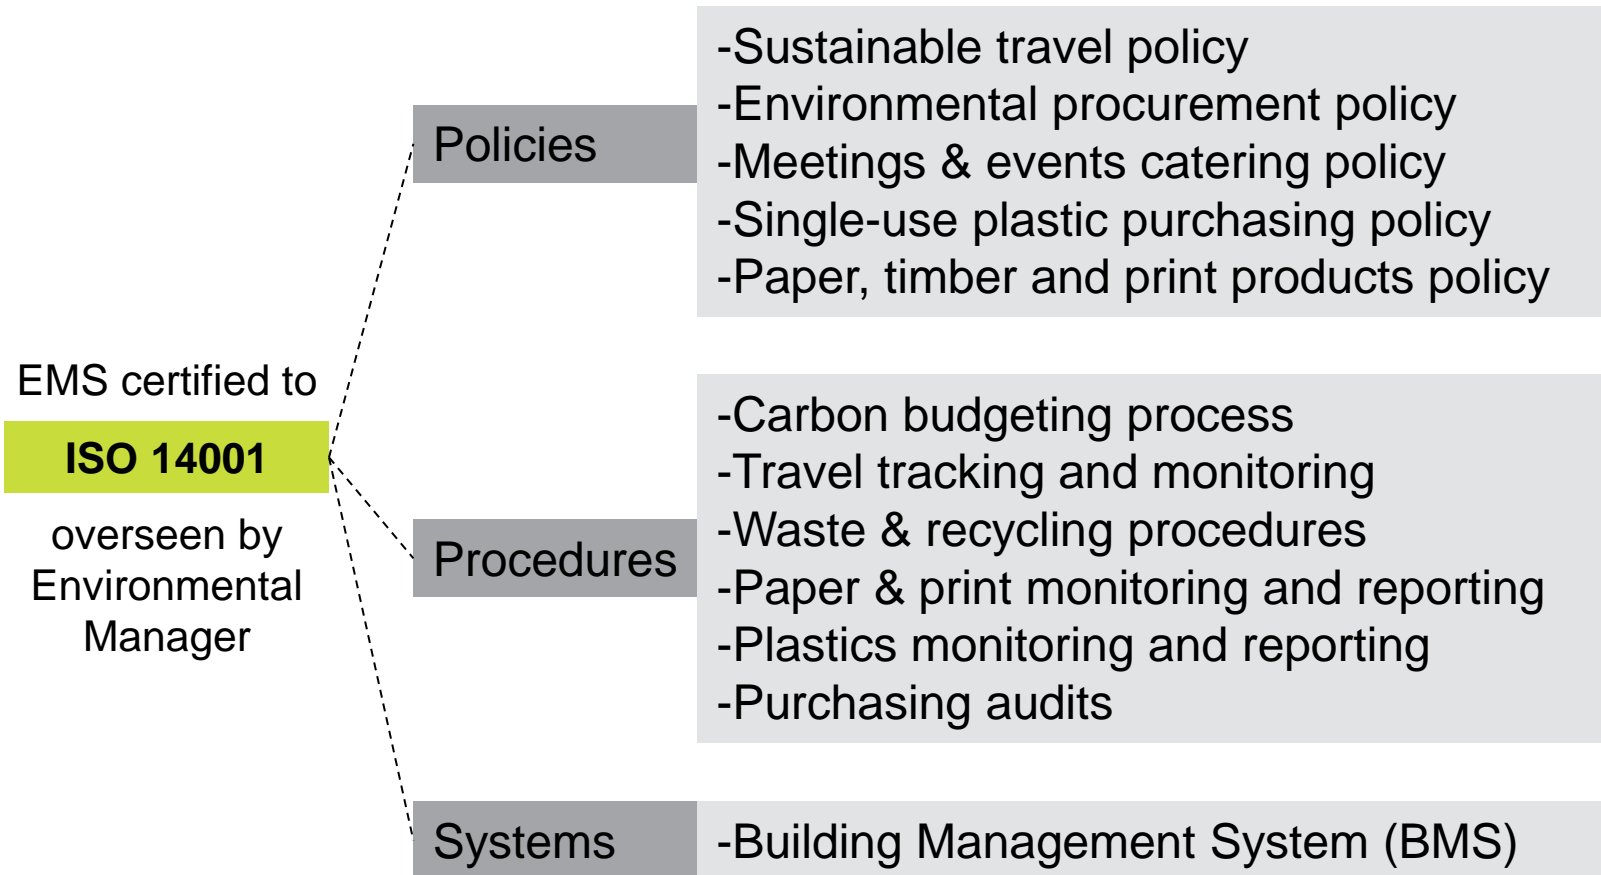 EMS certified to
ISO 14001
overseen by
Environmental
Manager
Policies
-Sustainable travel policy
-Environmental procurement policy
-Meetings & events catering policy
-Single-use plastic purchasing policy
-Paper, timber and print products policy
Procedures
-Carbon budgeting process
-Travel tracking and monitoring
-Waste & recycling procedures
-Paper & print monitoring and reporting
-Plastics monitoring and reporting
-Purchasing audits
Systems
-Building Management System (BMS)